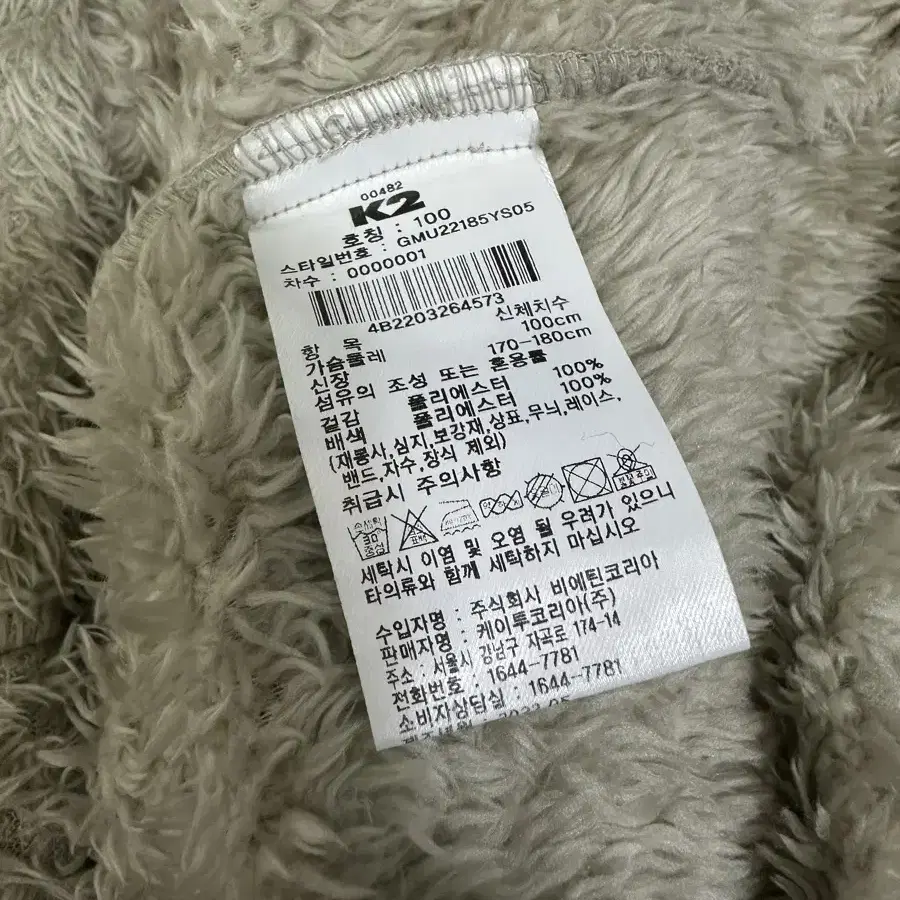 00482
K2
호칭 : 100
스타일번호 : GMU22185YS05
차수 : 0000001
4B2203264573
항 목 신체치수
가슴둘레 100cm
신장 170-180cm
섬유의 조성 또는 혼용률
겉감 폴리에스터 100%
배색 폴리에스터 100%
(재봉사,심지,보강재,상표,무늬,레이스,
밴드,자수,장식 제외)
취급시 주의사항
세탁시 이염 및 오염 될 우려가 있으니
타의류와 함께 세탁하지 마십시오
수입자명 : 주식회사 비에틴코리아
판매자명 : 케이투코리아(주)
주소 : 서울시 강남구 자곡로 174-14
전화번호 : 1644-7781
소비자상담실 : 1644-7781